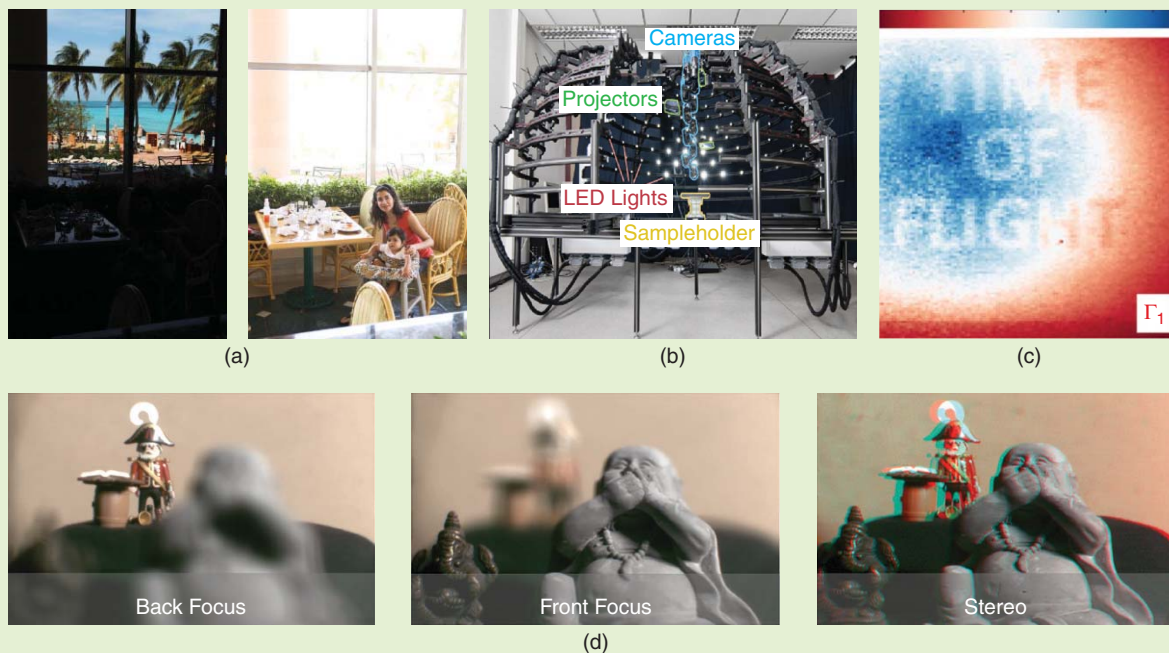 Cameras
Projectors
LED Lights
Sampleholder
TIME
OF
FLIGHT
Γ₁
(a)
(b)
(c)
Back Focus
Front Focus
Stereo
(d)